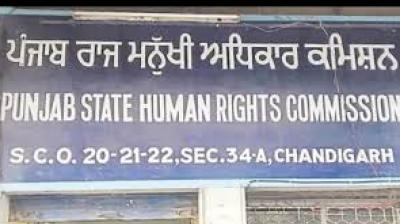 ਪੰਜਾਬ ਰਾਜ ਮਨੁੱਖੀ ਅਧਿਕਾਰ ਕਮਿਸ਼ਨ
PUNJAB STATE HUMAN RIGHTS COMMISSION
S.C.O. 20-21-22, SEC. 34-A, CHANDIGARH